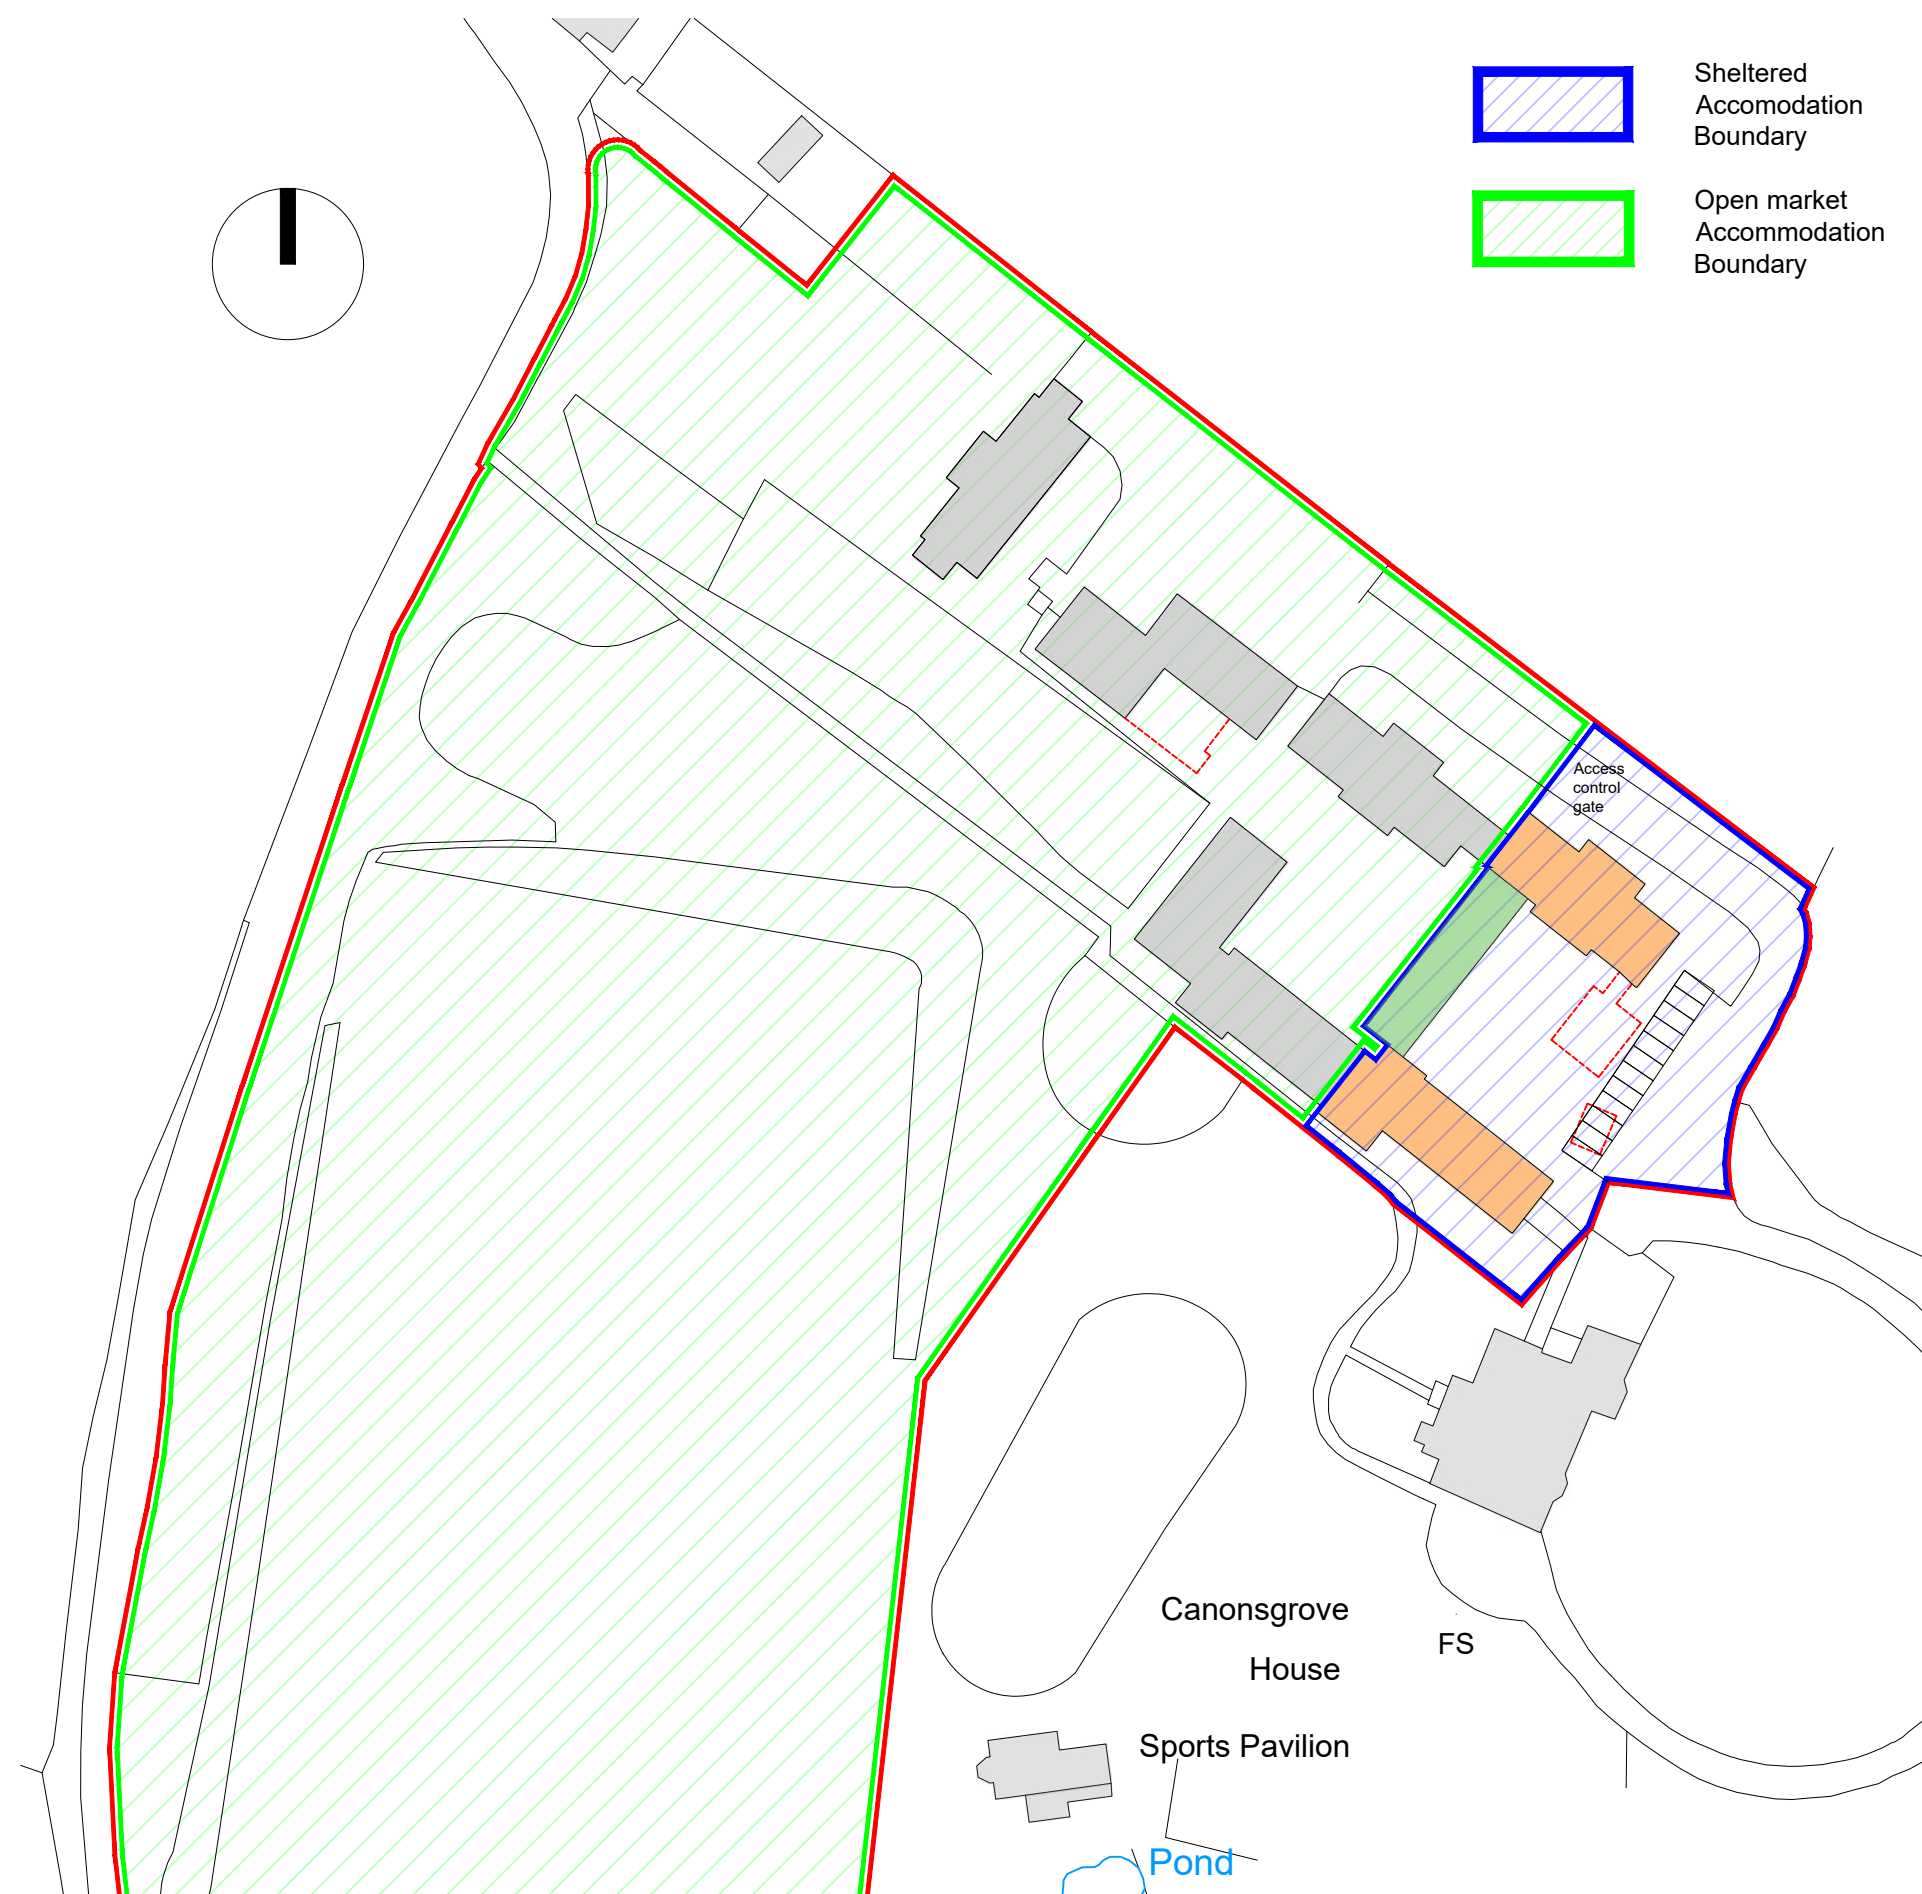 Sheltered
Accomodation
Boundary
Open market
Accommodation
Boundary
Access
control
gate
Canonsgrove
House
FS
Sports Pavilion
Pond